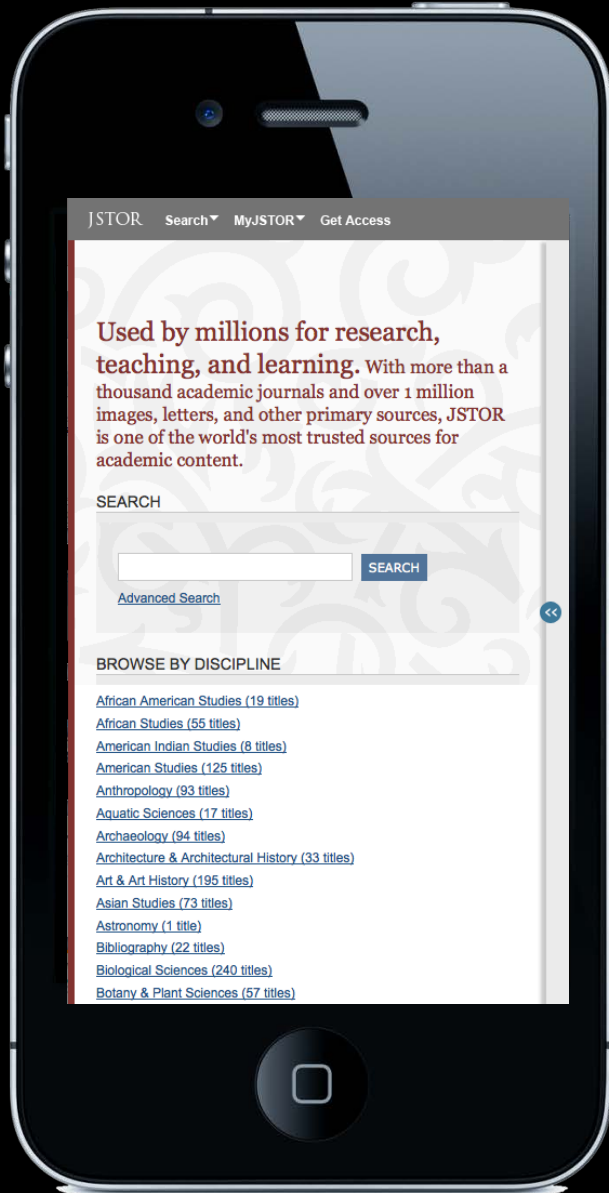 JSTOR Search MyJSTOR Get Access
Used by millions for research,
teaching, and learning. With more than a
thousand academic journals and over 1 million
images, letters, and other primary sources, JSTOR
is one of the world's most trusted sources for
academic content.
SEARCH
SEARCH
Advanced Search
<<
BROWSE BY DISCIPLINE
African American Studies (19 titles)
African Studies (55 titles)
American Indian Studies (8 titles)
American Studies (125 titles)
Anthropology (93 titles)
Aquatic Sciences (17 titles)
Archaeology (94 titles)
Architecture & Architectural History (33 titles)
Art & Art History (195 titles)
Asian Studies (73 titles)
Astronomy (1 title)
Bibliography (22 titles)
Biological Sciences (240 titles)
Botany & Plant Sciences (57 titles)